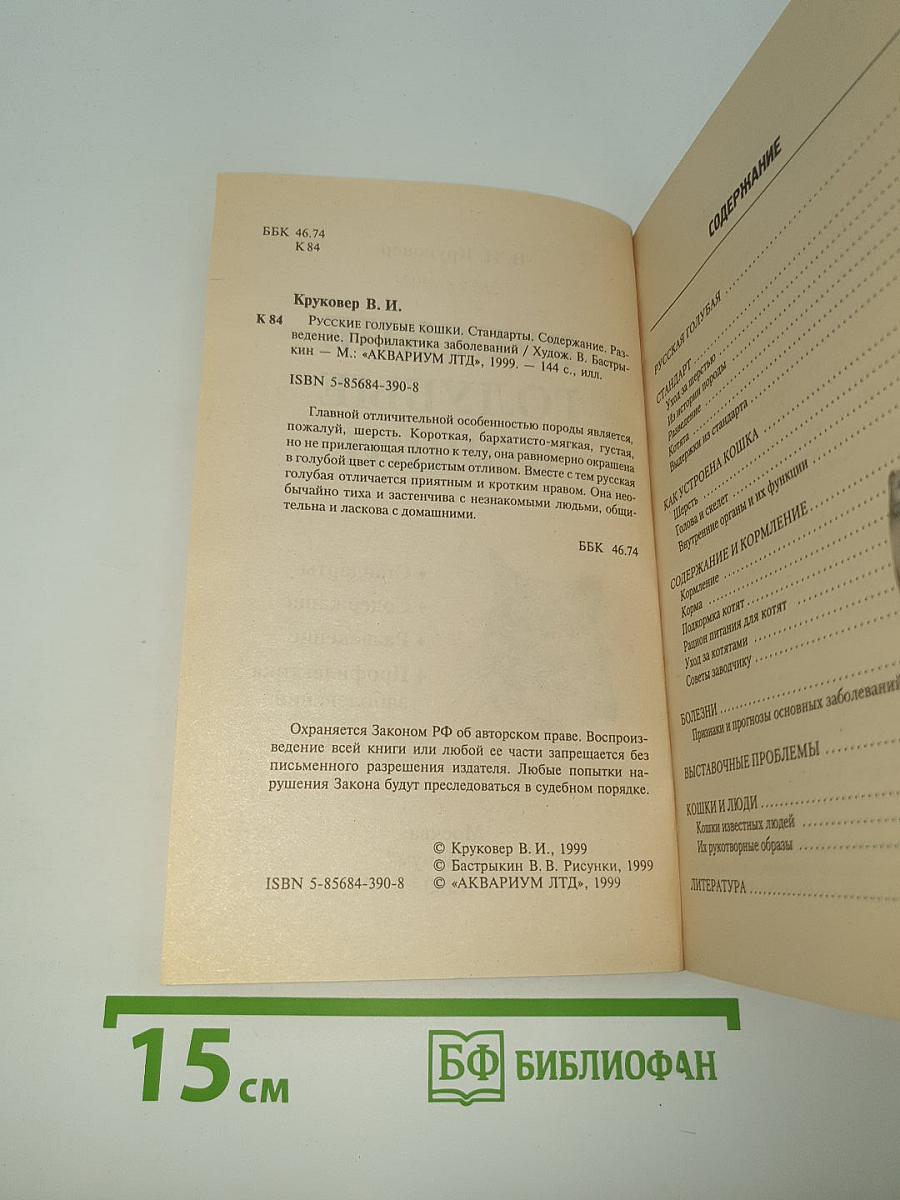 ББК 46.74
К 84
Круковер В. И.
К 84 Русские голубые кошки. Стандарты. Содержание. Раз-
ведение. Профилактика заболеваний / Худож. В. Бастры-
кин — М.: «АКВАРИУМ ЛТД», 1999. — 144 с., илл.
ISBN 5-85684-390-8
Главной отличительной особенностью породы является,
пожалуй, шерсть. Короткая, бархатисто-мягкая, густая,
но не прилегающая плотно к телу, она равномерно окрашена
в голубой цвет с серебристым отливом. Вместе с тем русская
голубая отличается приятным и кротким нравом. Она нео-
бычайно тиха и застенчива с незнакомыми людьми, общи-
тельна и ласкова с домашними.
ББК 46.74
Охраняется Законом РФ об авторском праве. Воспроиз-
ведение всей книги или любой ее части запрещается без
письменного разрешения издателя. Любые попытки на-
рушения Закона будут преследоваться в судебном порядке.
© Круковер В. И., 1999
© Бастрыкин В. В. Рисунки, 1999
ISBN 5-85684-390-8 © «АКВАРИУМ ЛТД», 1999
СОДЕРЖАНИЕ
РУССКАЯ ГОЛУБАЯ
СТАНДАРТ
Уход за шерстью
Из истории породы
Разведение
Котята
Выдержки из стандарта
КАК УСТРОЕНА КОШКА
Шерсть
Голова и скелет
Внутренние органы и их функции
СОДЕРЖАНИЕ И КОРМЛЕНИЕ
Кормление
Корма
Подкормка котят
Рацион питания для котят
Уход за котятами
Советы заводчику
БОЛЕЗНИ
Признаки и прогнозы основных заболеваний
ВЫСТАВОЧНЫЕ ПРОБЛЕМЫ
КОШКИ И ЛЮДИ
Кошки известных людей
Их рукотворные образы
ЛИТЕРАТУРА
15 см
БФ БИБЛИОФАН